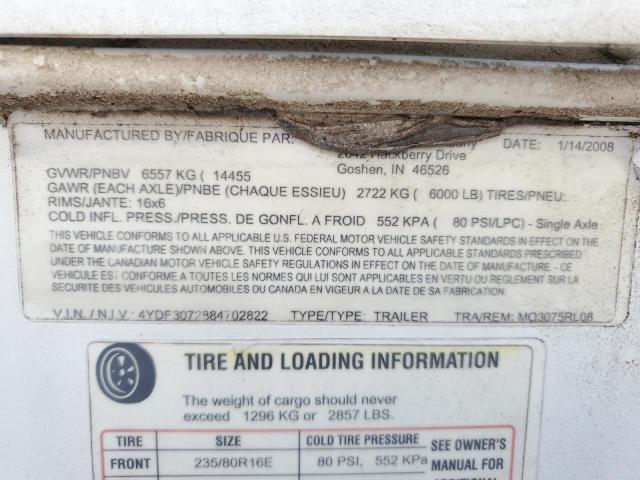 MANUFACTURED BY/FABRIQUE PAR: DATE: 1/14/2008
2642 Hackberry Drive
Goshen, IN 46526
GVWR/PNBV 6557 KG ( 14455
GAWR (EACH AXLE)/PNBE (CHAQUE ESSIEU) 2722 KG ( 6000 LB) TIRES/PNEU:
RIMS/JANTE: 16x6
COLD INFL. PRESS./PRESS. DE GONFL. A FROID 552 KPA ( 80 PSI/LPC) - Single Axle
THIS VEHICLE CONFORMS TO ALL APPLICABLE U.S. FEDERAL MOTOR VEHICLE SAFETY STANDARDS IN EFFECT ON THE
DATE OF MANUFACTURE SHOWN ABOVE. THIS VEHICLE CONFORMS TO ALL APPLICABLE STANDARDS PRESCRIBED
UNDER THE CANADIAN MOTOR VEHICLE SAFETY REGULATIONS IN EFFECT ON THE DATE OF MANUFACTURE. - CE
VEHICULE EST CONFORME A TOUTES LES NORMES QUI LUI SONT APPLICABLES EN VERTU DU REGLEMENT SUR LA
SECURITE DES VEHICULES AUTOMOBILES DU CANADA EN VIGEUR A LA DATE DE SA FABRICATION.
V.I.N. / N.I.V.: 4YDF3072884702822 TYPE/TYPE: TRAILER TRA/REM: MO3075RL08
TIRE AND LOADING INFORMATION
The weight of cargo should never
exceed 1296 KG or 2857 LBS.
TIRE SIZE COLD TIRE PRESSURE SEE OWNER'S
FRONT 235/80R16E 80 PSI, 552 KPa MANUAL FOR